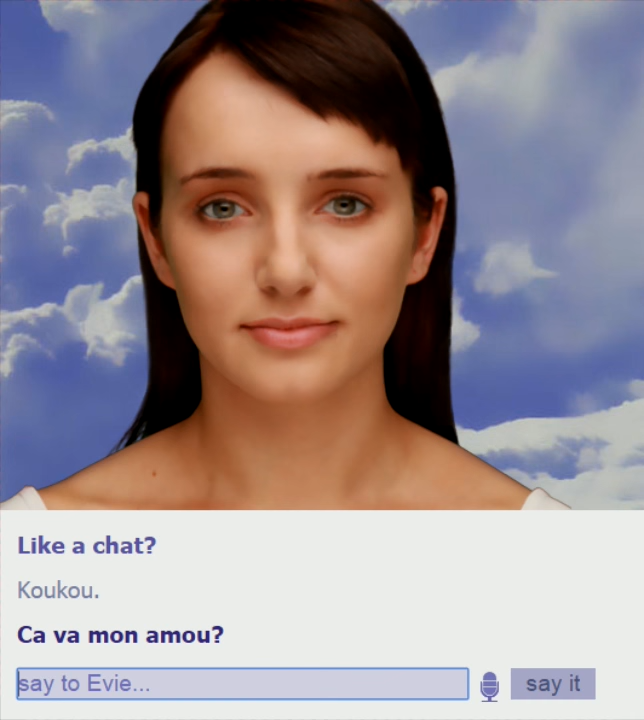 Like a chat?
Koukou.
Ca va mon amou?
say to Evie...
say it